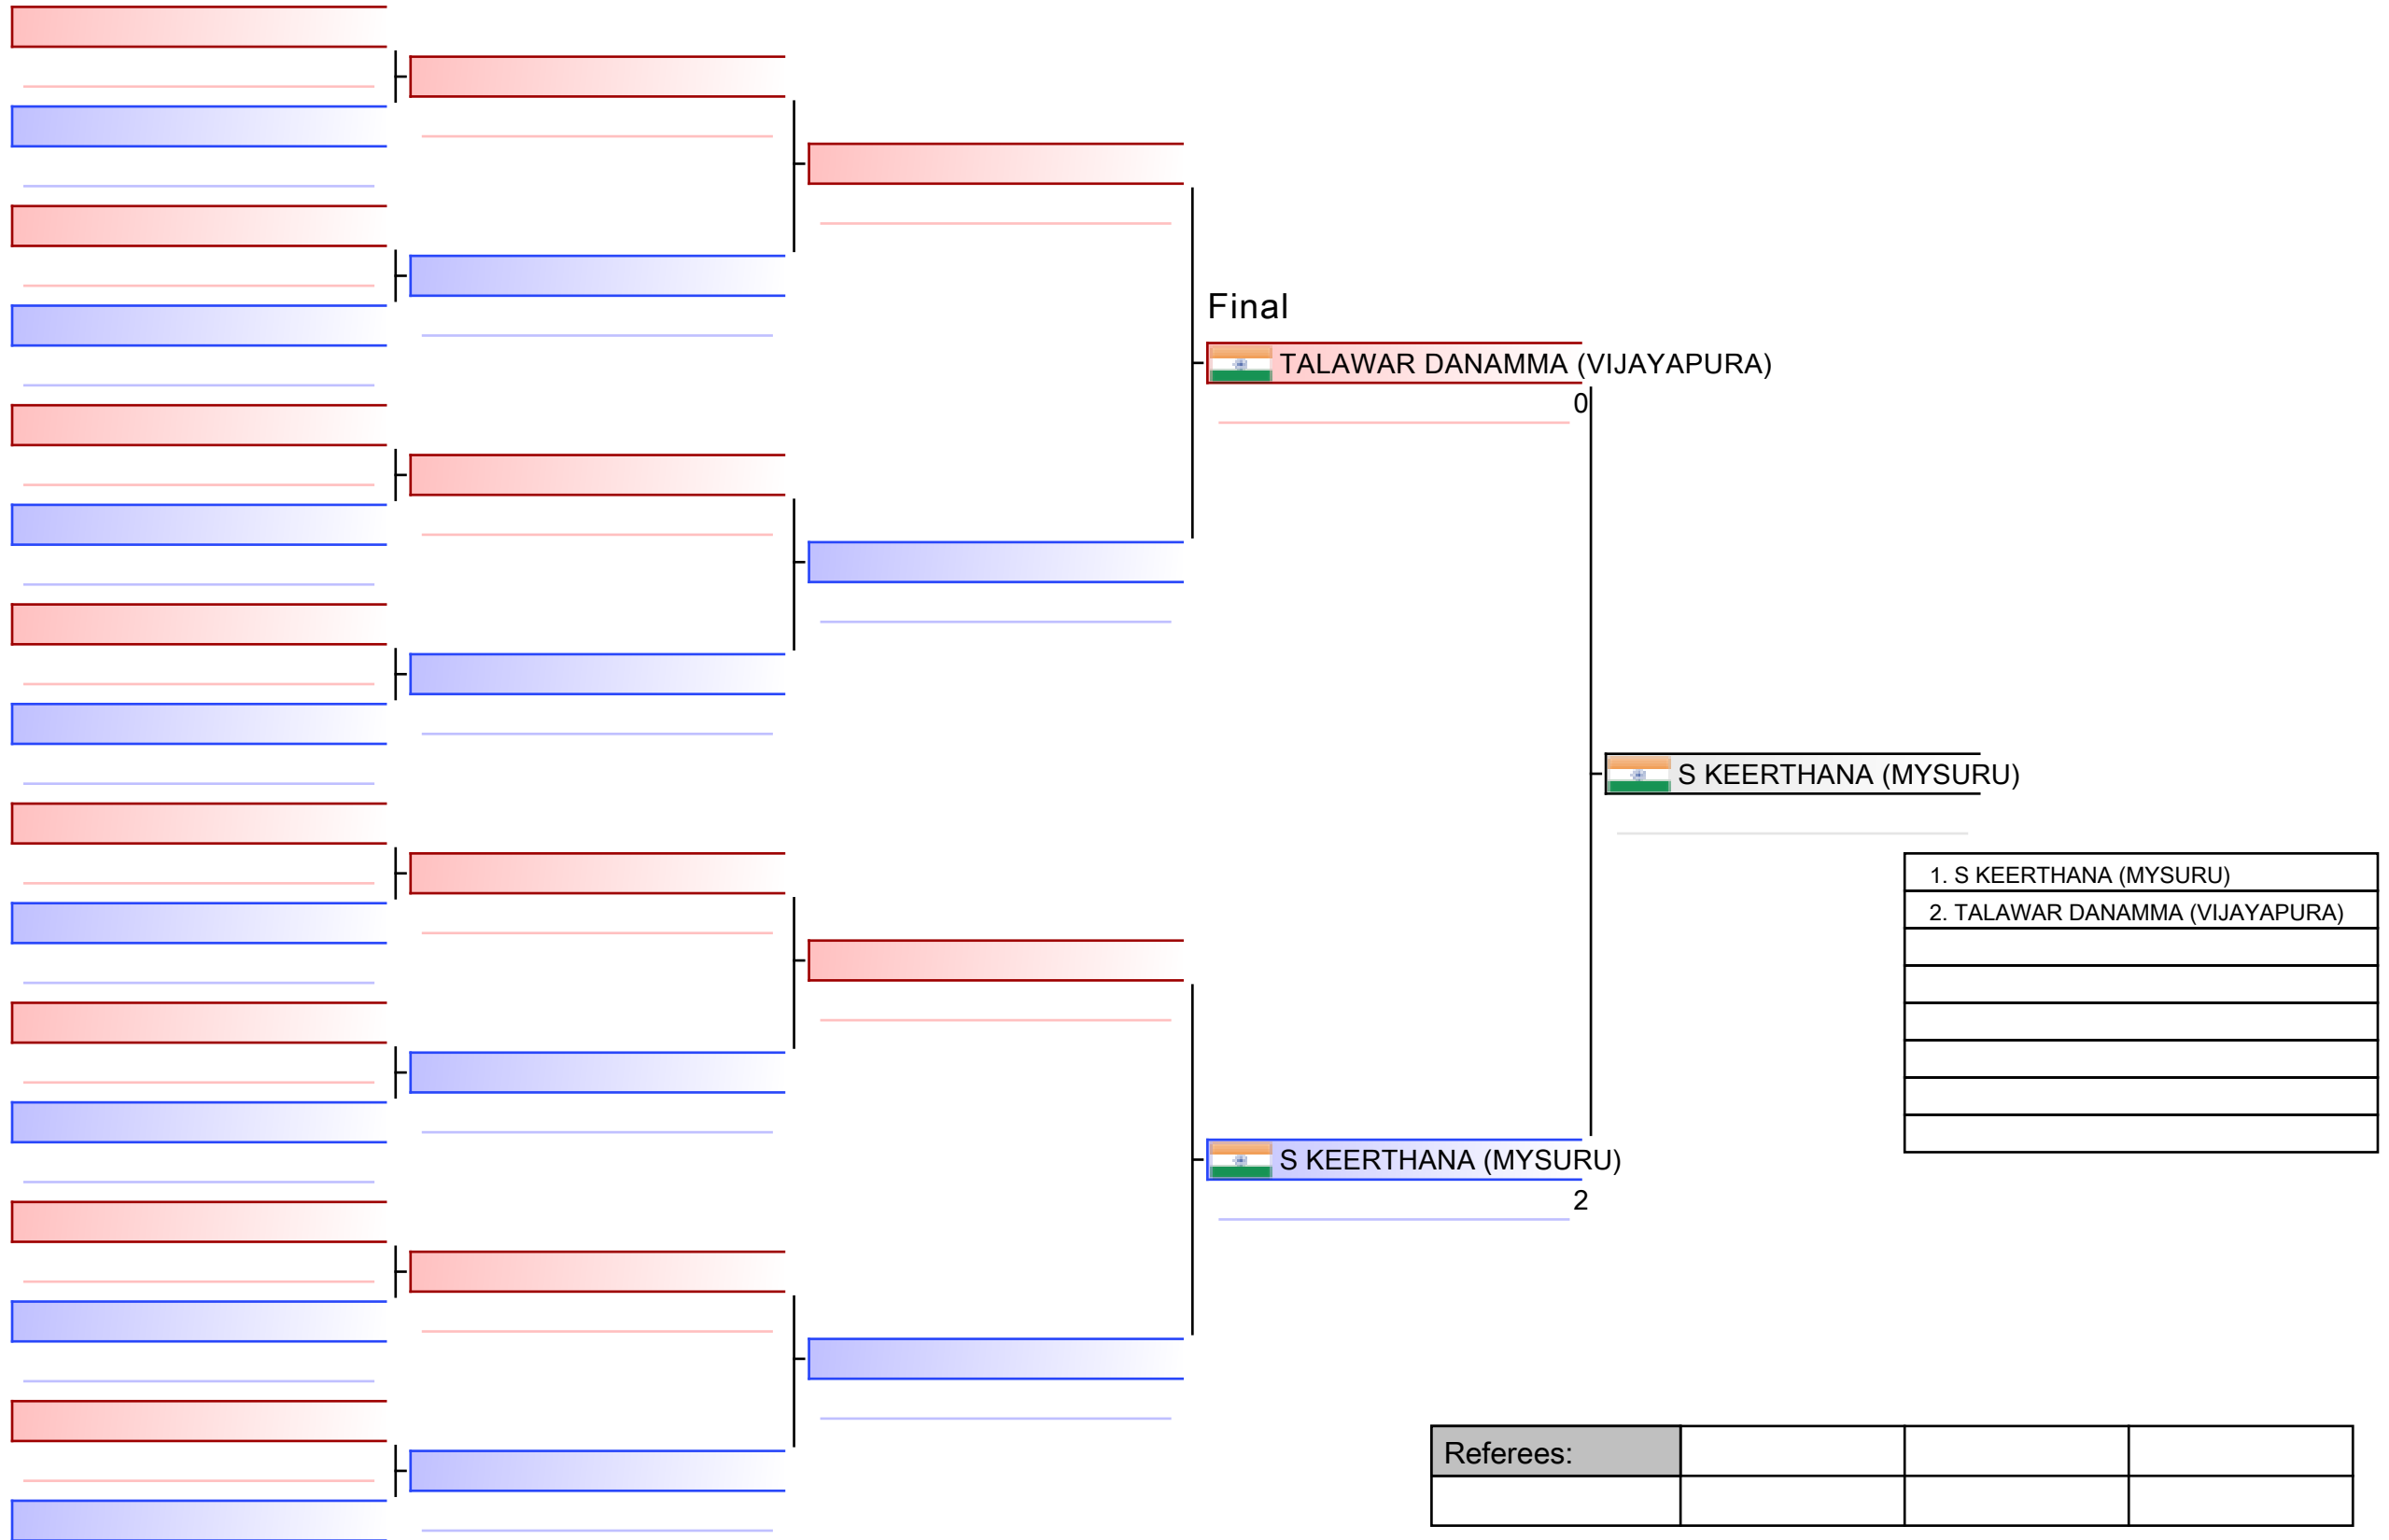 Final
TALAWAR DANAMMA (VIJAYAPURA)
0
S KEERTHANA (MYSURU)
1. S KEERTHANA (MYSURU)
2. TALAWAR DANAMMA (VIJAYAPURA)
S KEERTHANA (MYSURU)
2
Referees: